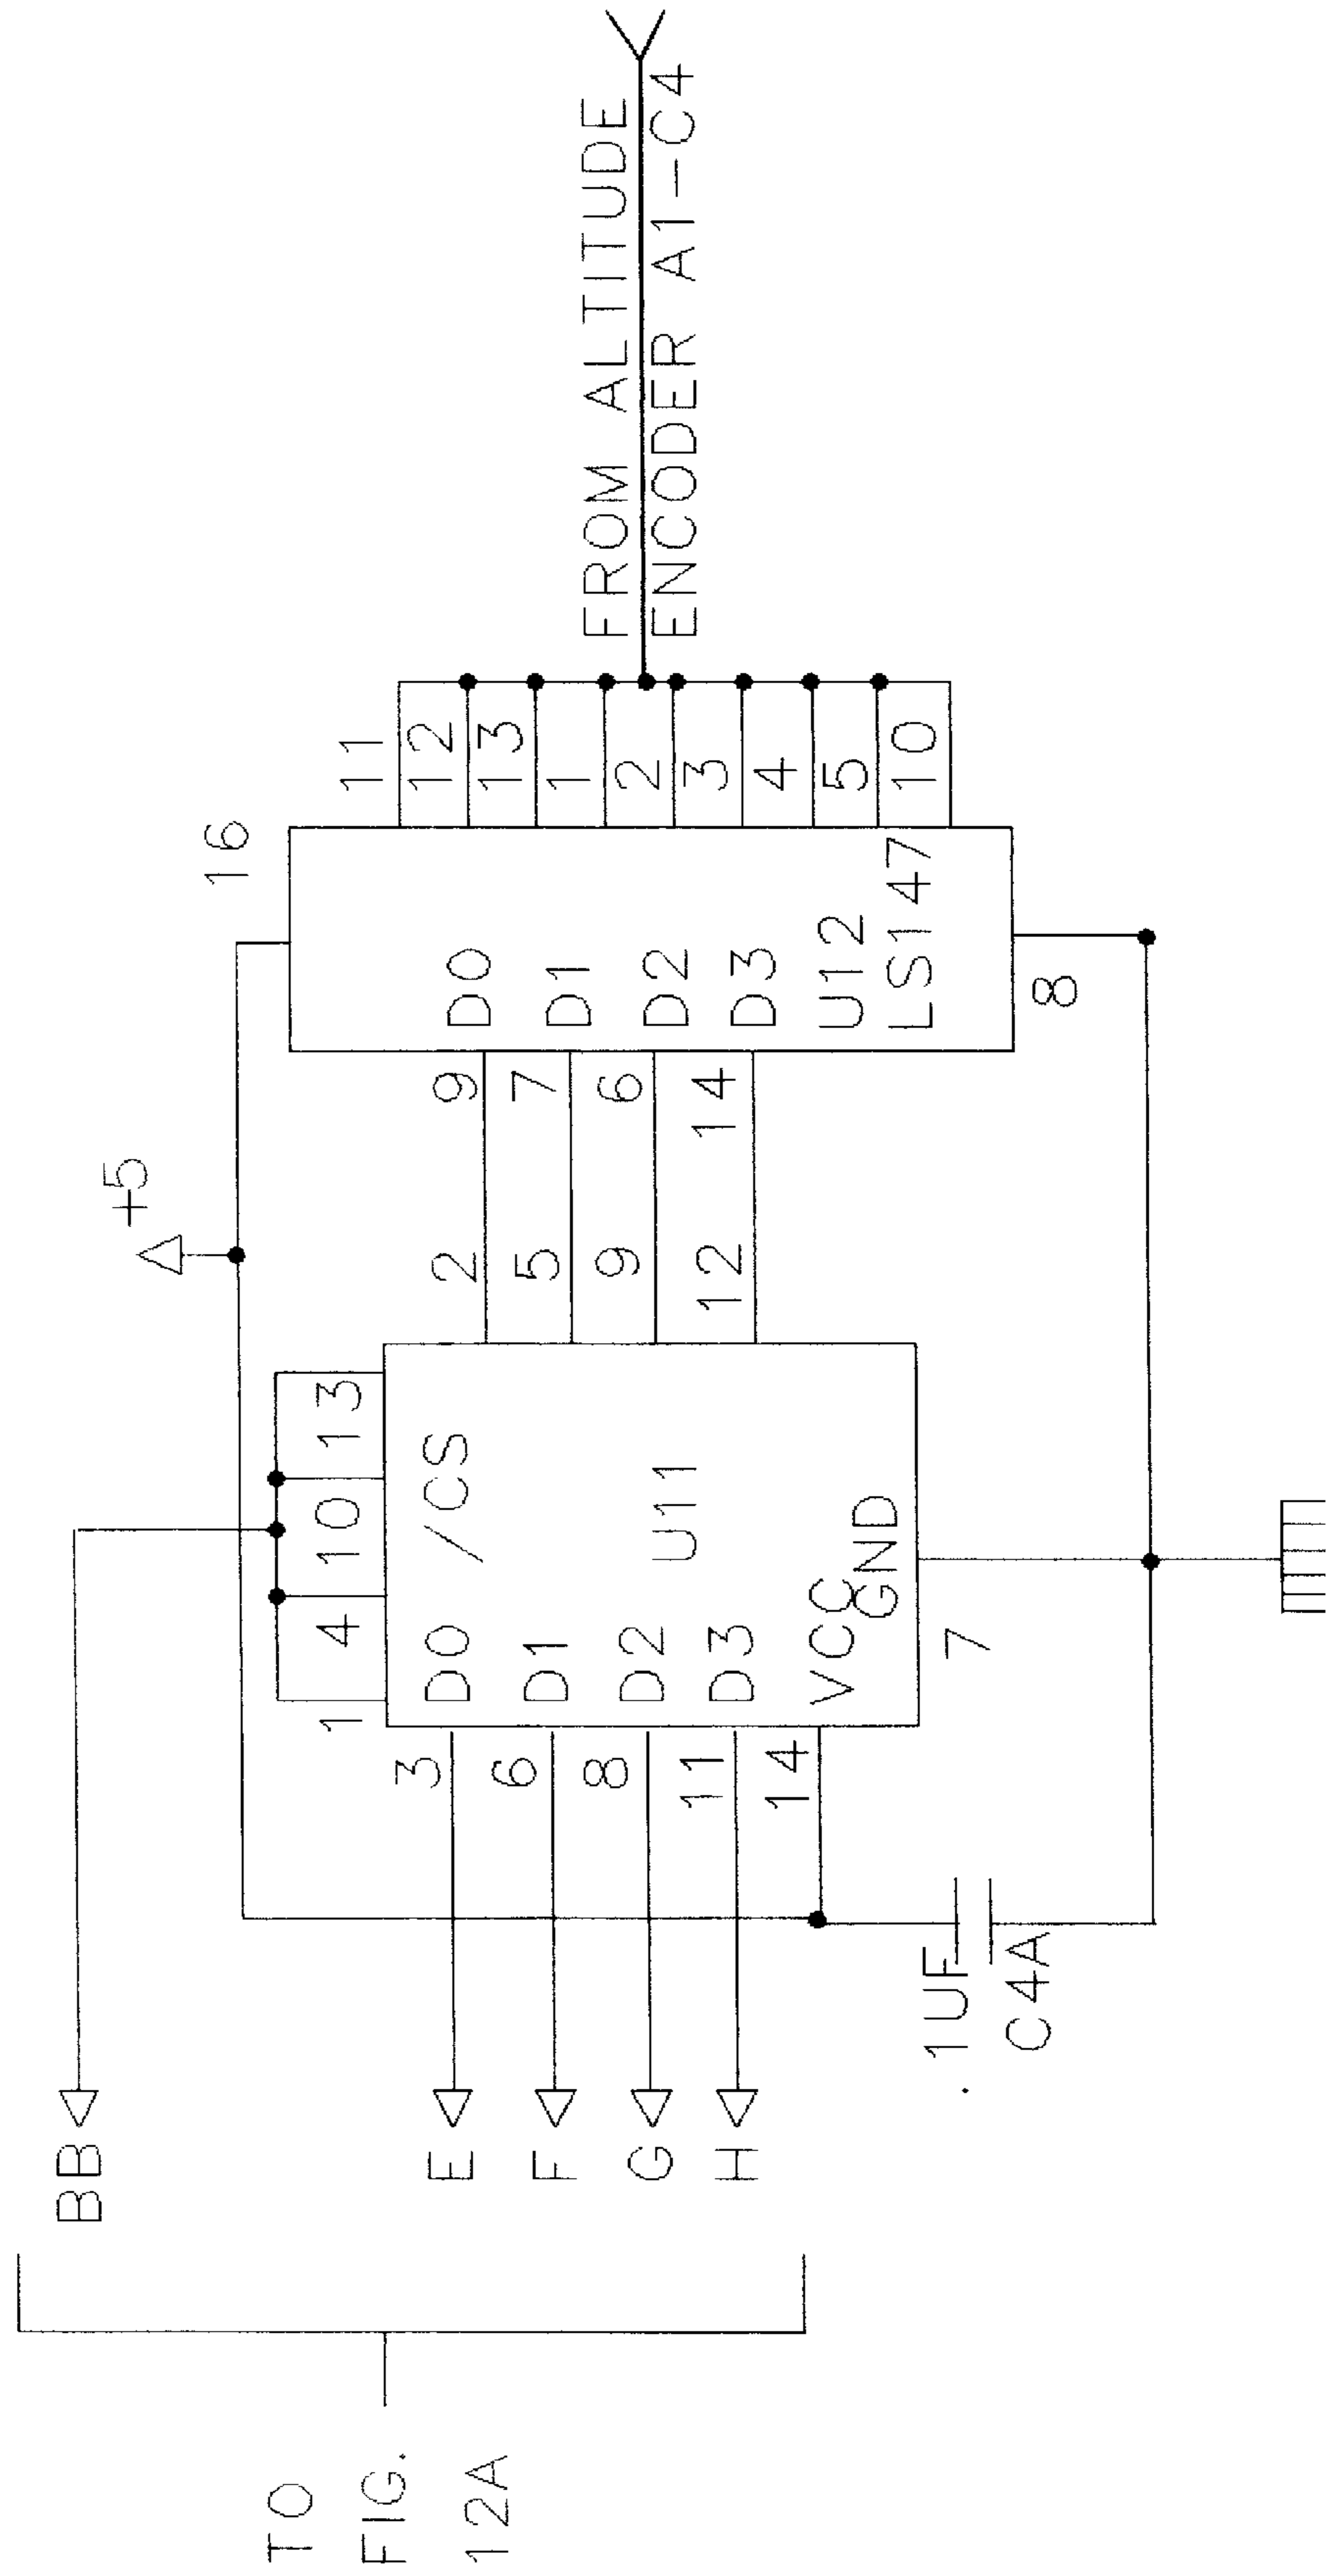 TO
FIG.
12A
BB
E
F
G
H
+5
.1UF
C4A
1
4
10
13
3
6
8
11
14
D0
D1
D2
D3
VCC
GND
/CS
U11
7
2
5
9
12
9
7
6
14
D0
D1
D2
D3
U12
LS147
16
8
11
12
13
1
2
3
4
5
10
FROM ALTITUDE
ENCODER A1-C4